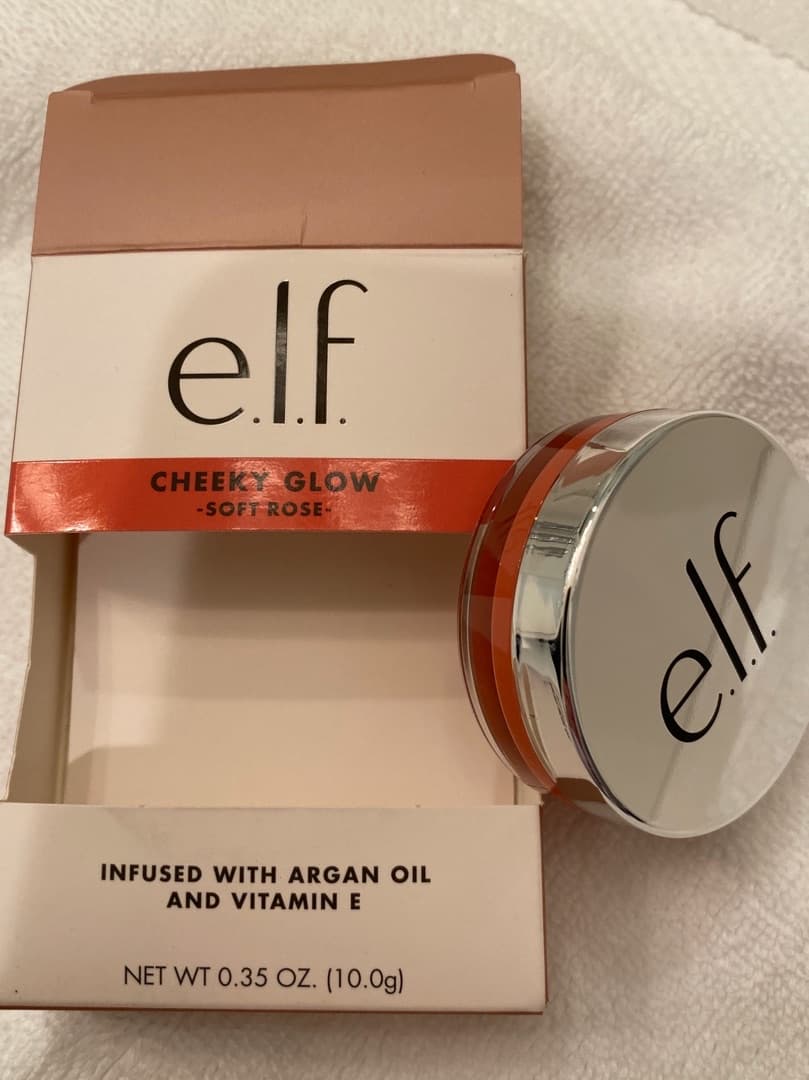 e.l.f.
CHEEKY GLOW
-SOFT ROSE-
e.l.f.
INFUSED WITH ARGAN OIL
AND VITAMIN E
NET WT 0.35 OZ. (10.0g)